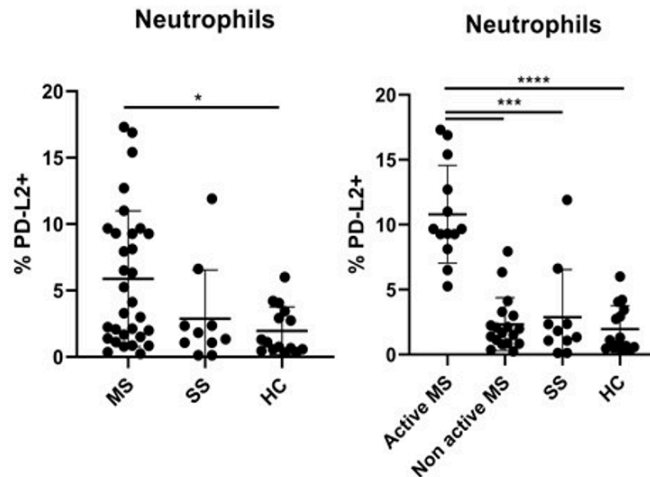 Neutrophils
% PD-L2+
20
15
10
5
0
*
MS
SS
HC
Neutrophils
% PD-L2+
20
15
10
5
0
****
***
Active MS
Non active MS
SS
HC